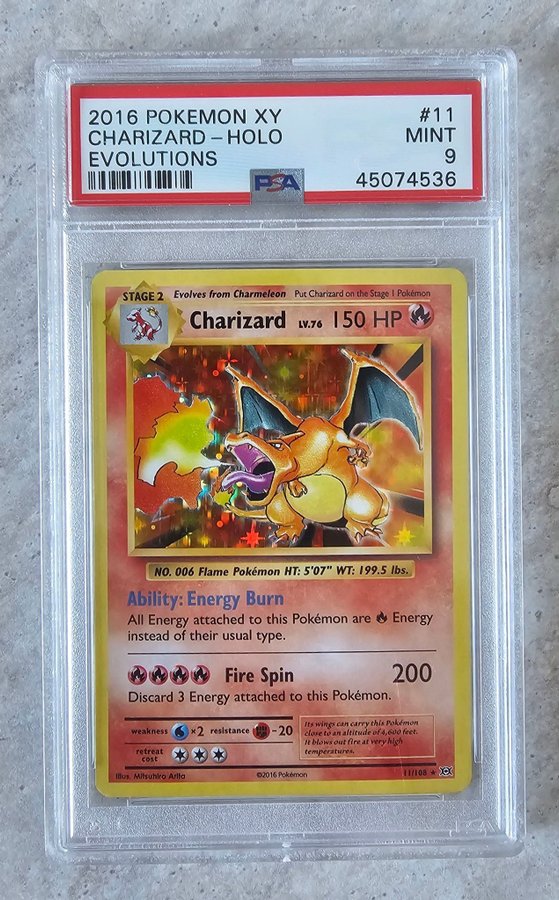 2016 POKEMON XY #11
CHARIZARD-HOLO MINT
EVOLUTIONS 9
PSA 45074536
STAGE 2 Evolves from Charmeleon Put Charizard on the Stage 1 Pokémon
Charizard LV.76 150 HP
NO. 006 Flame Pokémon HT: 5'07" WT: 199.5 lbs.
Ability: Energy Burn
All Energy attached to this Pokémon are Energy
instead of their usual type.
Fire Spin 200
Discard 3 Energy attached to this Pokémon.
weakness ×2 resistance -20
retreat
cost
Its wings can carry this Pokémon
close to an altitude of 4,600 feet.
It blows out fire at very high
temperatures.
Illus. Mitsuhiro Arita ©2016 Pokémon 11/108 ★